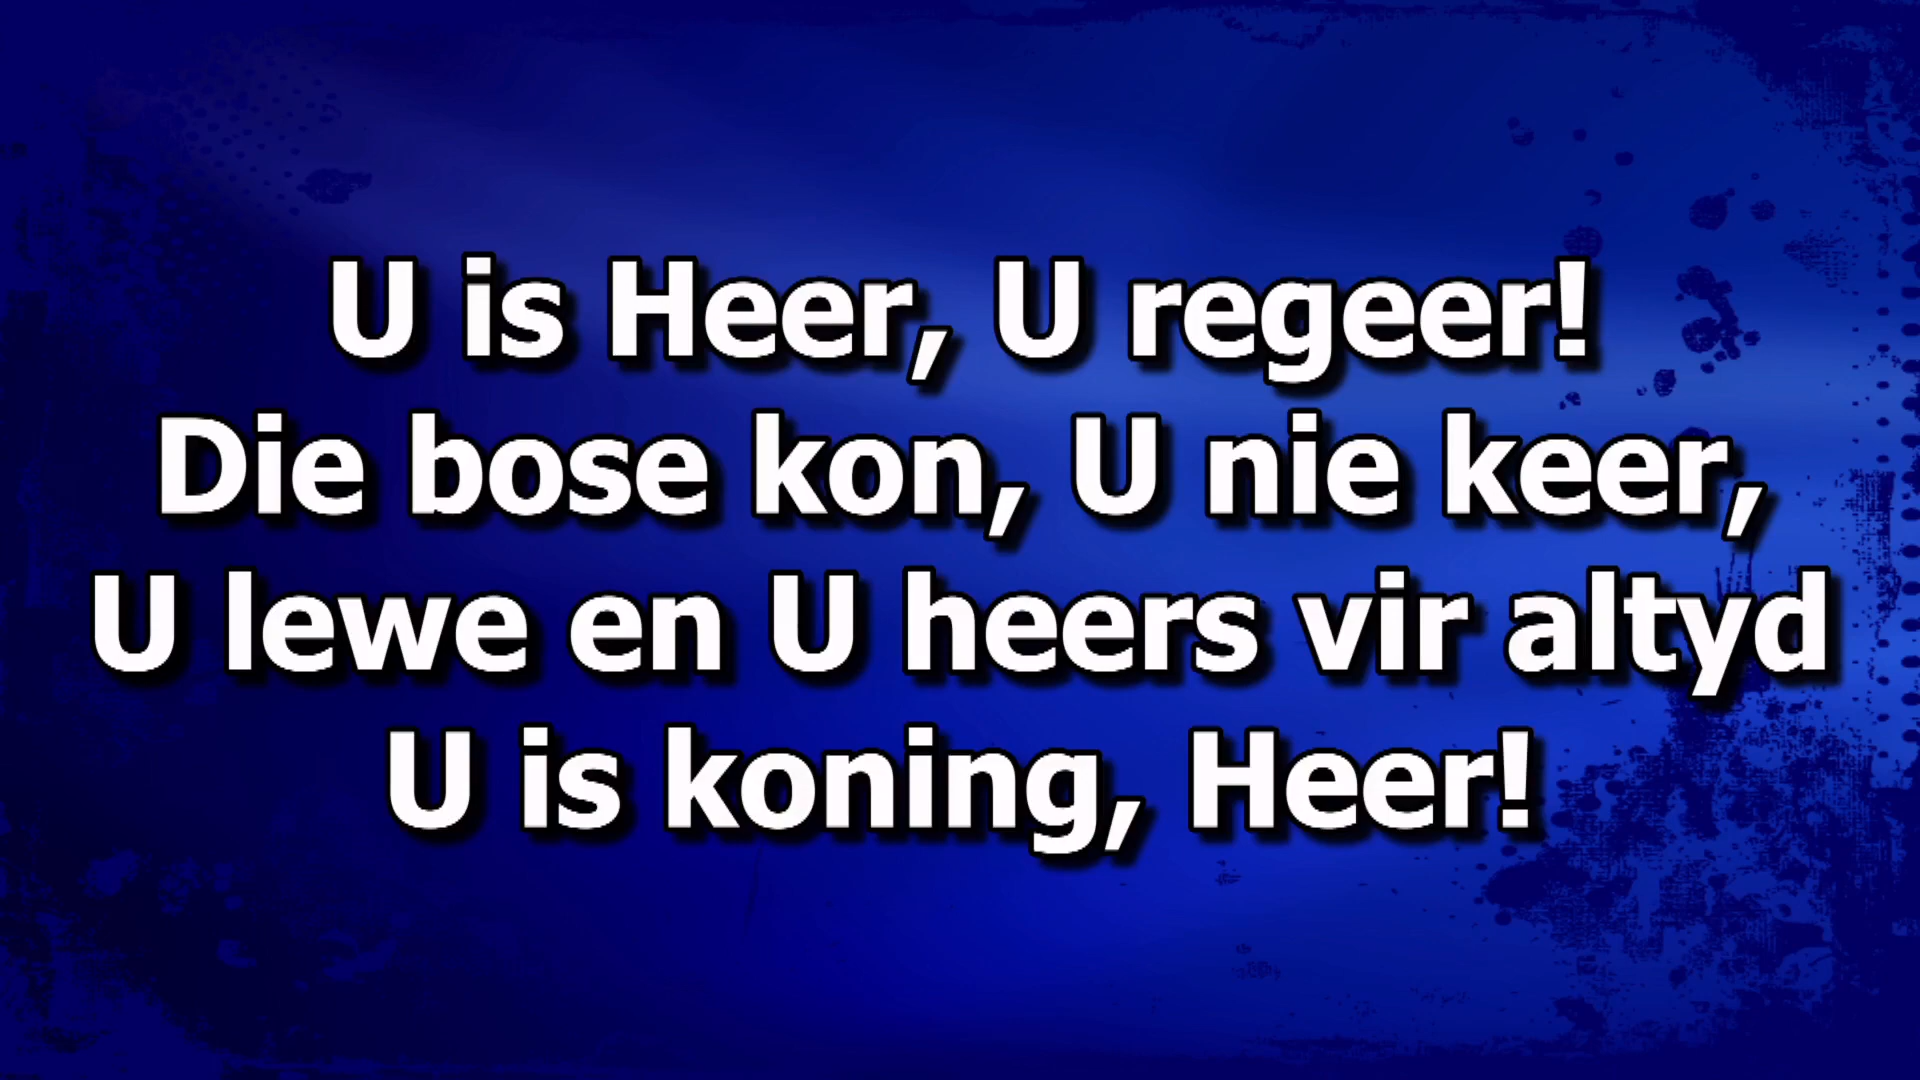 U is Heer, U regeer!
Die bose kon, U nie keer,
U lewe en U heers vir altyd
U is koning, Heer!